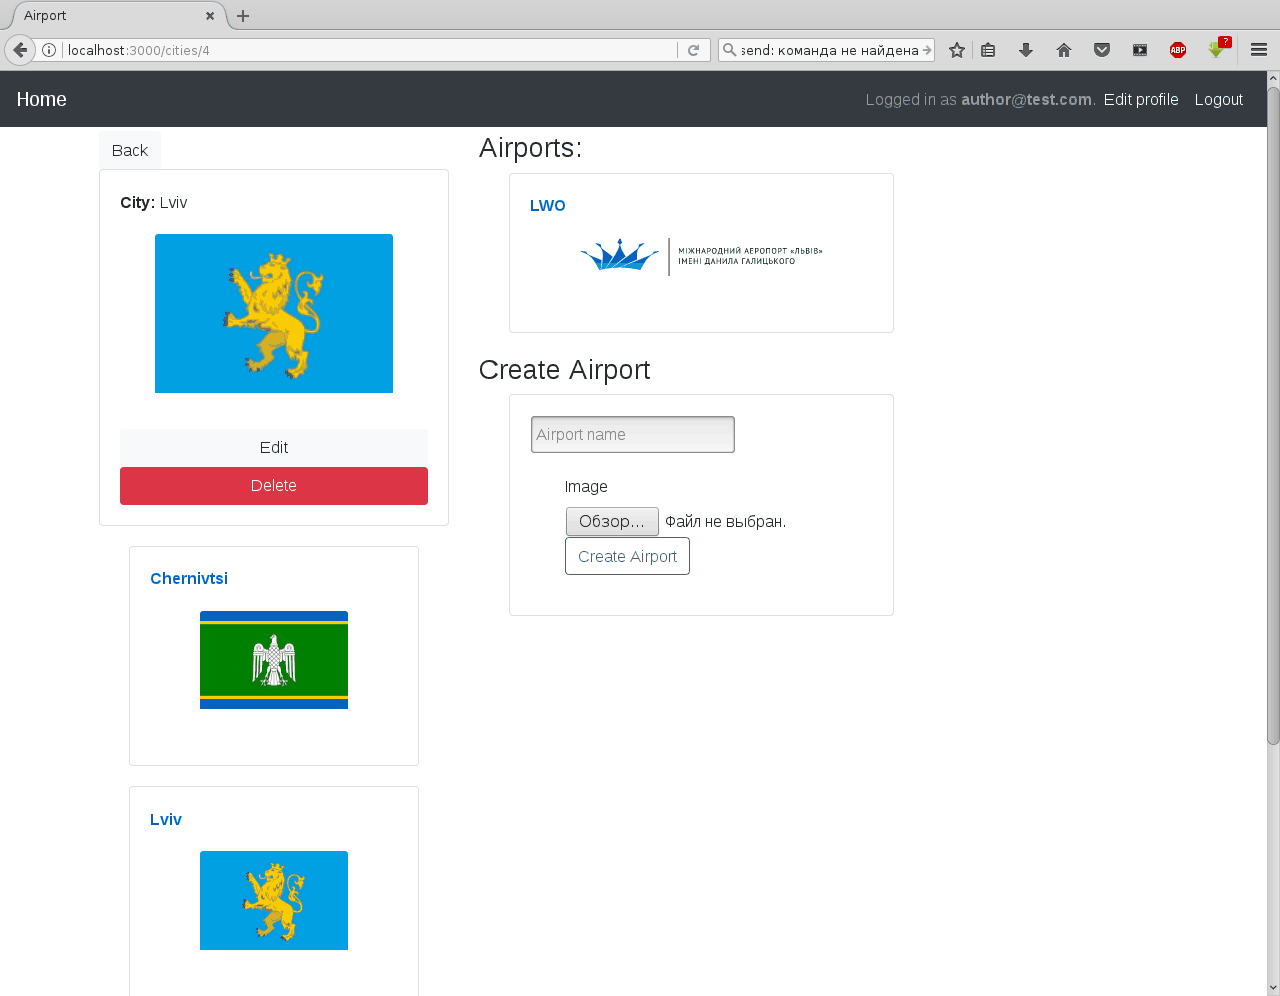 Airport
localhost:3000/cities/4
send: команда не найдена
ABP
?
Home
Logged in as author@test.com. Edit profile Logout
Back
City: Lviv
Edit
Delete
Chernivtsi
Lviv
Airports:
LWO
МІЖНАРОДНИЙ АЕРОПОРТ «ЛЬВІВ»
ІМЕНІ ДАНИЛА ГАЛИЦЬКОГО
Create Airport
Airport name
Image
Обзор... Файл не выбран.
Create Airport